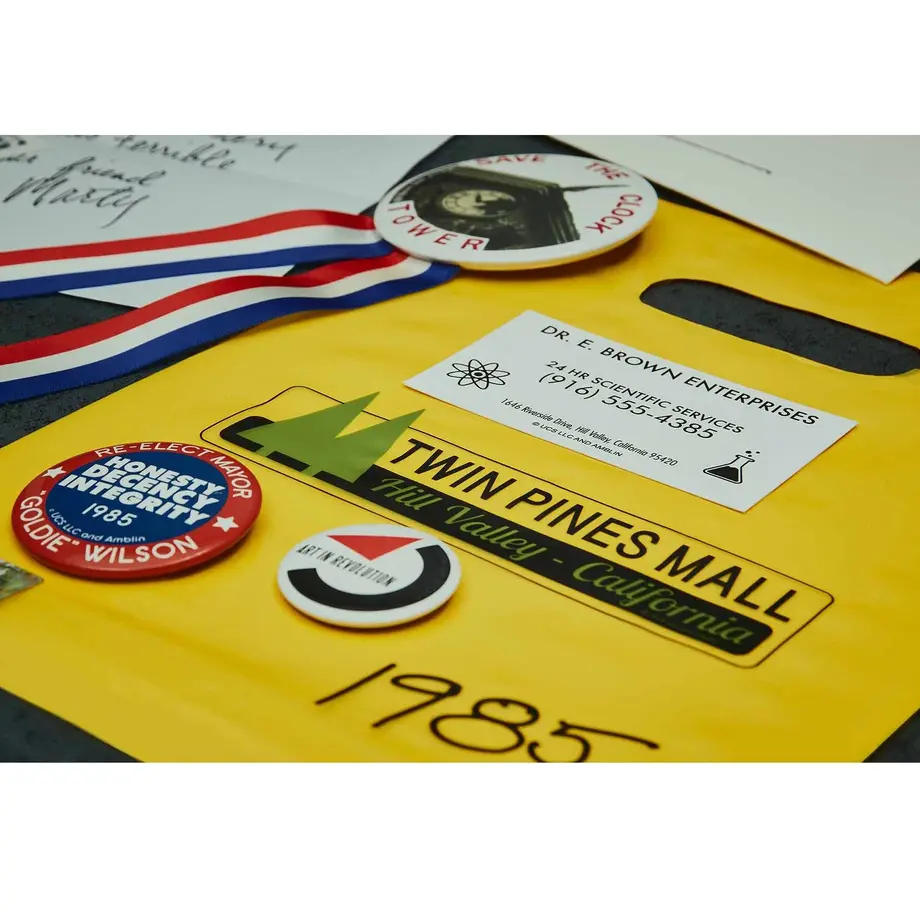 terrible
friend
Marty
SAVE THE CLOCK
TOWER
DR. E. BROWN ENTERPRISES
24 HR SCIENTIFIC SERVICES
(916) 555-4385
1646 Riverside Drive, Hill Valley, California 95420
© UCS LLC AND AMBLIN
TWIN PINES MALL
Hill Valley - California
RE-ELECT MAYOR
HONESTY
DECENCY
INTEGRITY
1985
© UCS LLC and Amblin
"GOLDIE" WILSON
ART IN REVOLUTION
1985